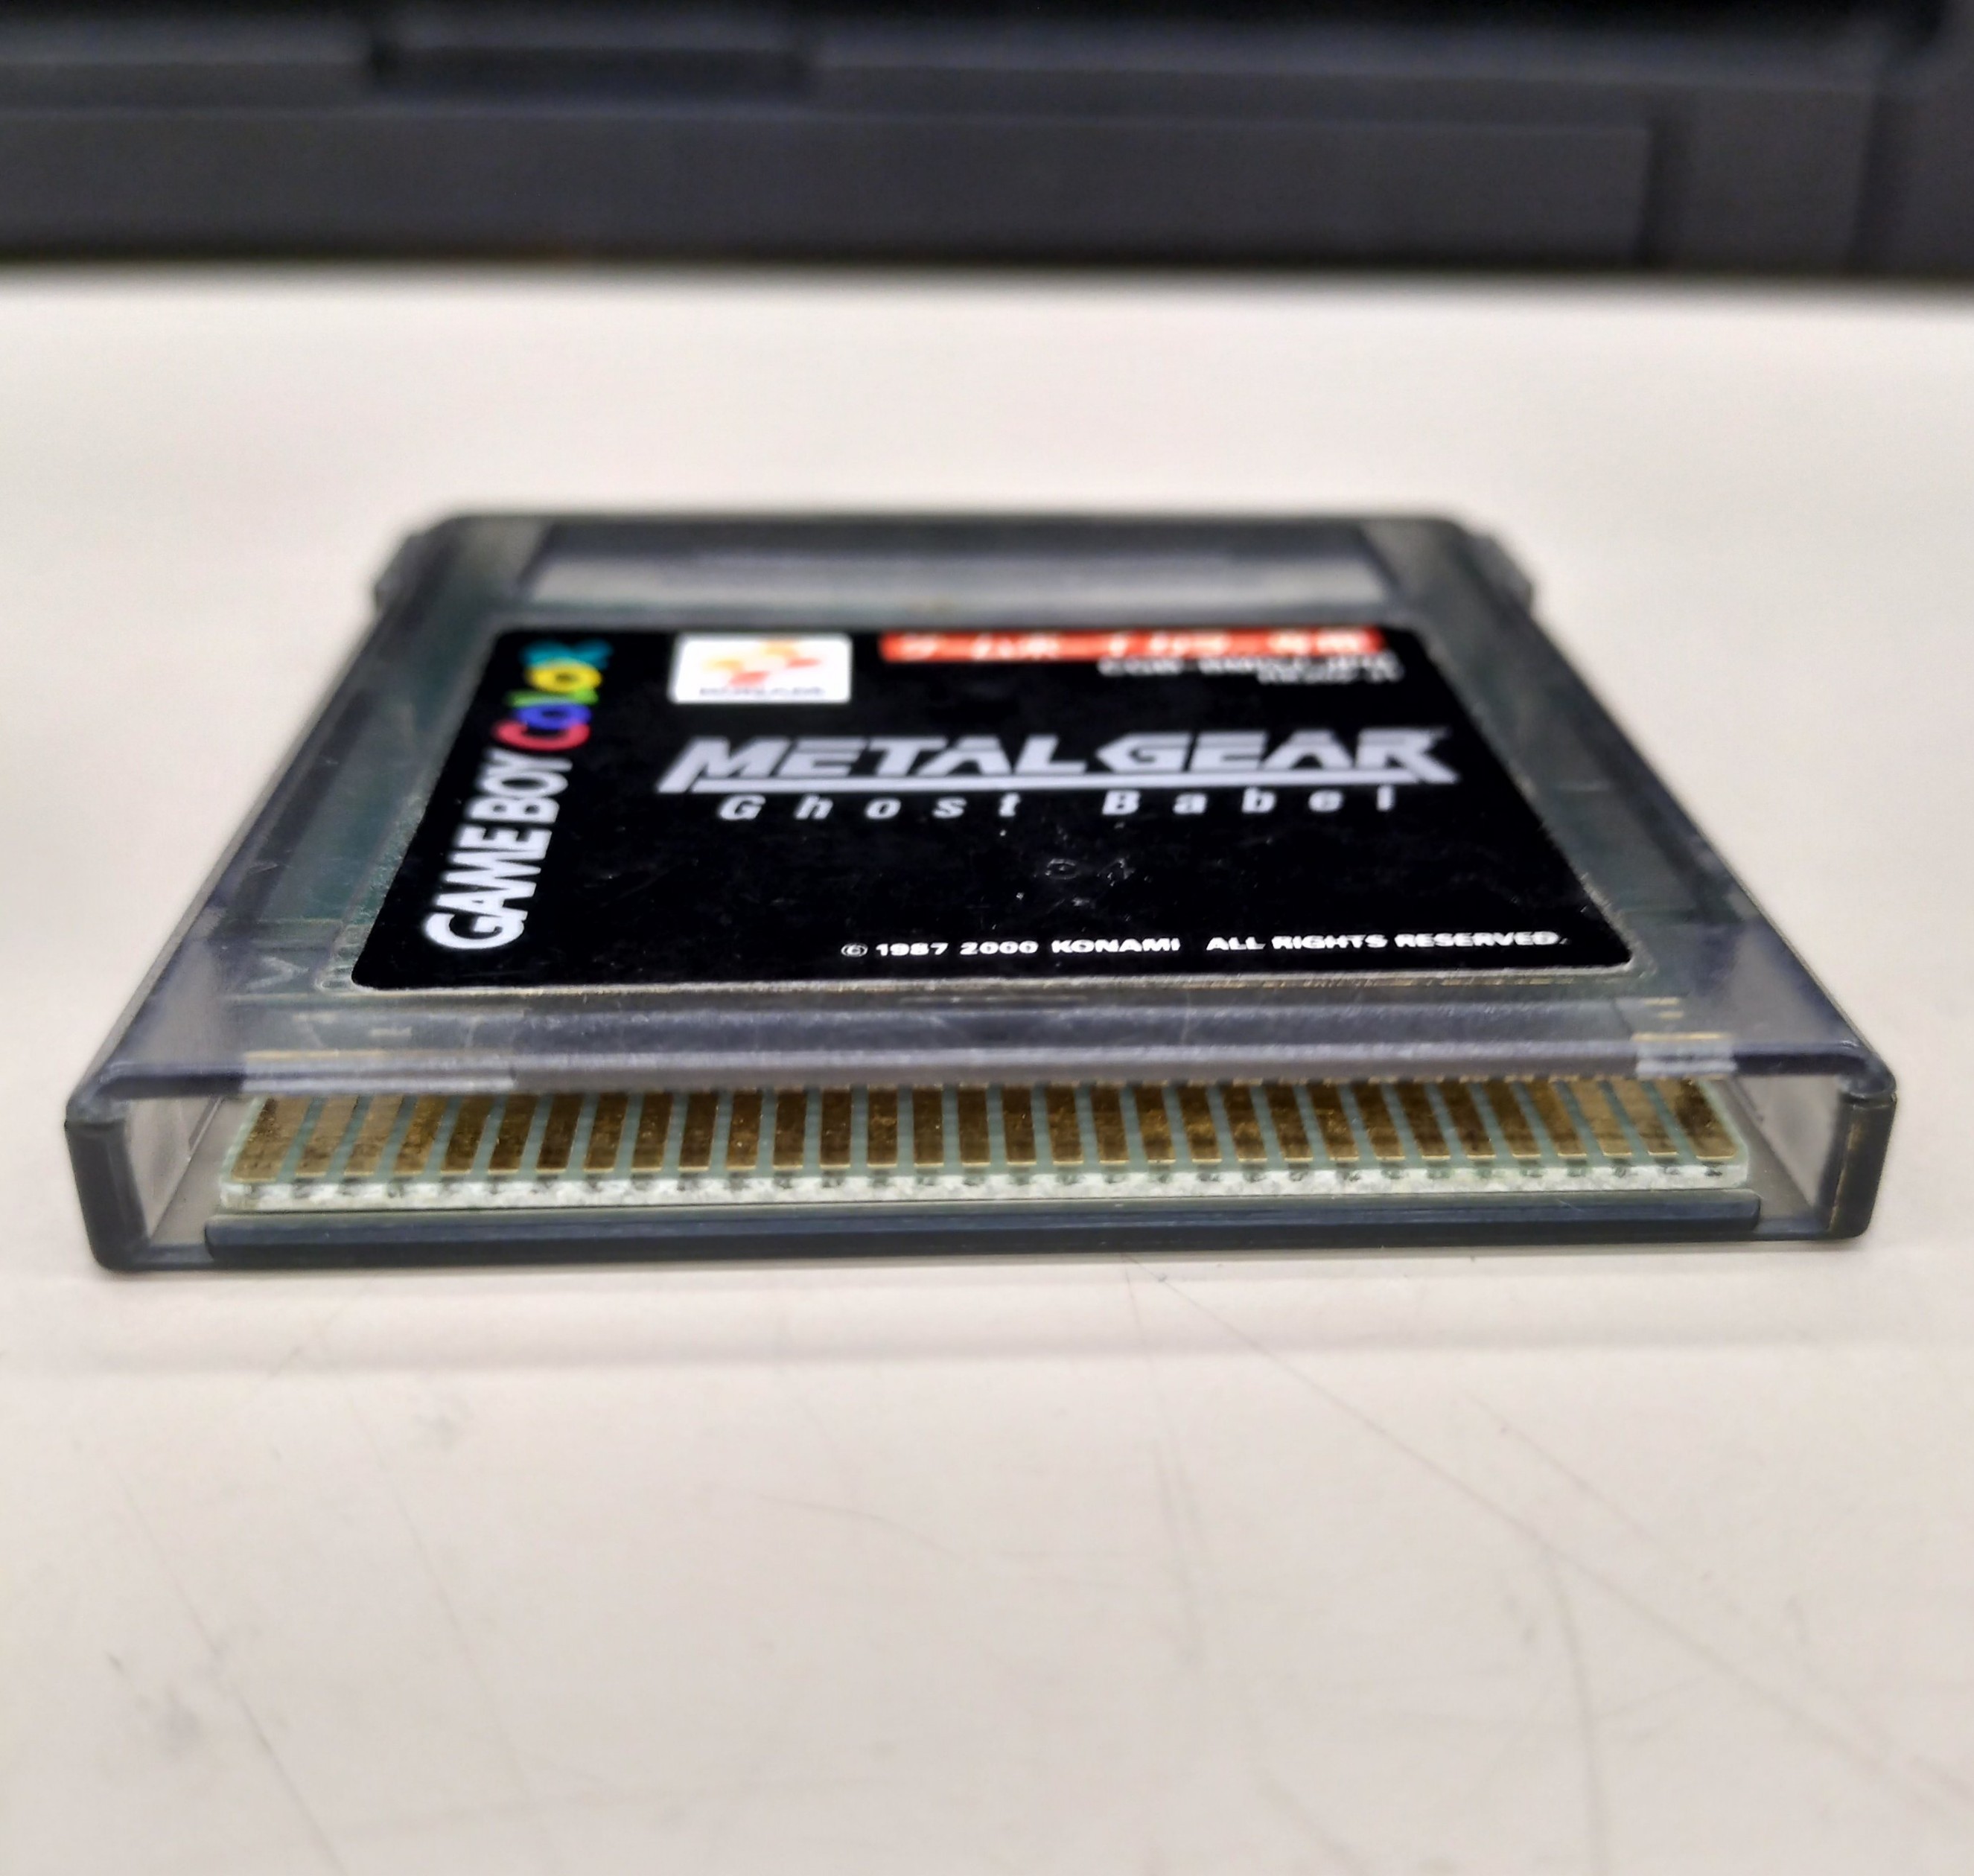 GAME BOY COLOR
METAL GEAR
Ghost Babel
© 1987 2000 KONAMI ALL RIGHTS RESERVED.